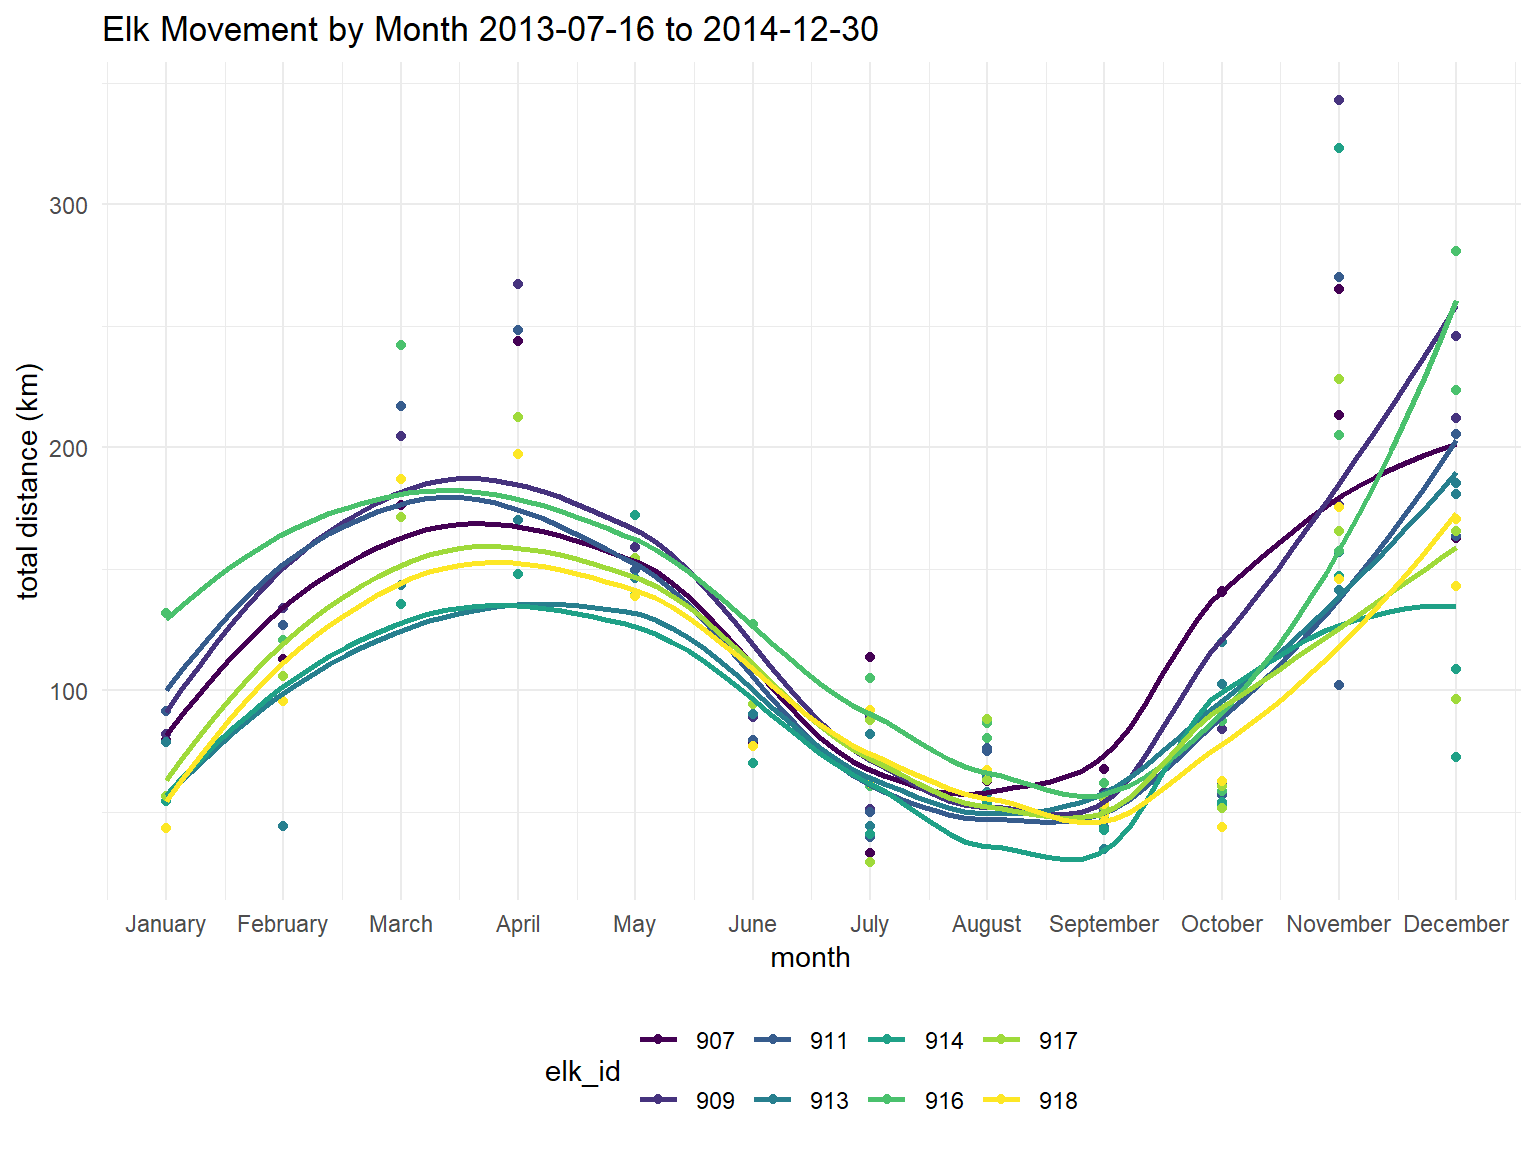 Elk Movement by Month 2013-07-16 to 2014-12-30
total distance (km)
300
200
100
January February March April May June July August September October November December
month
elk_id
907 911 914 917
909 913 916 918